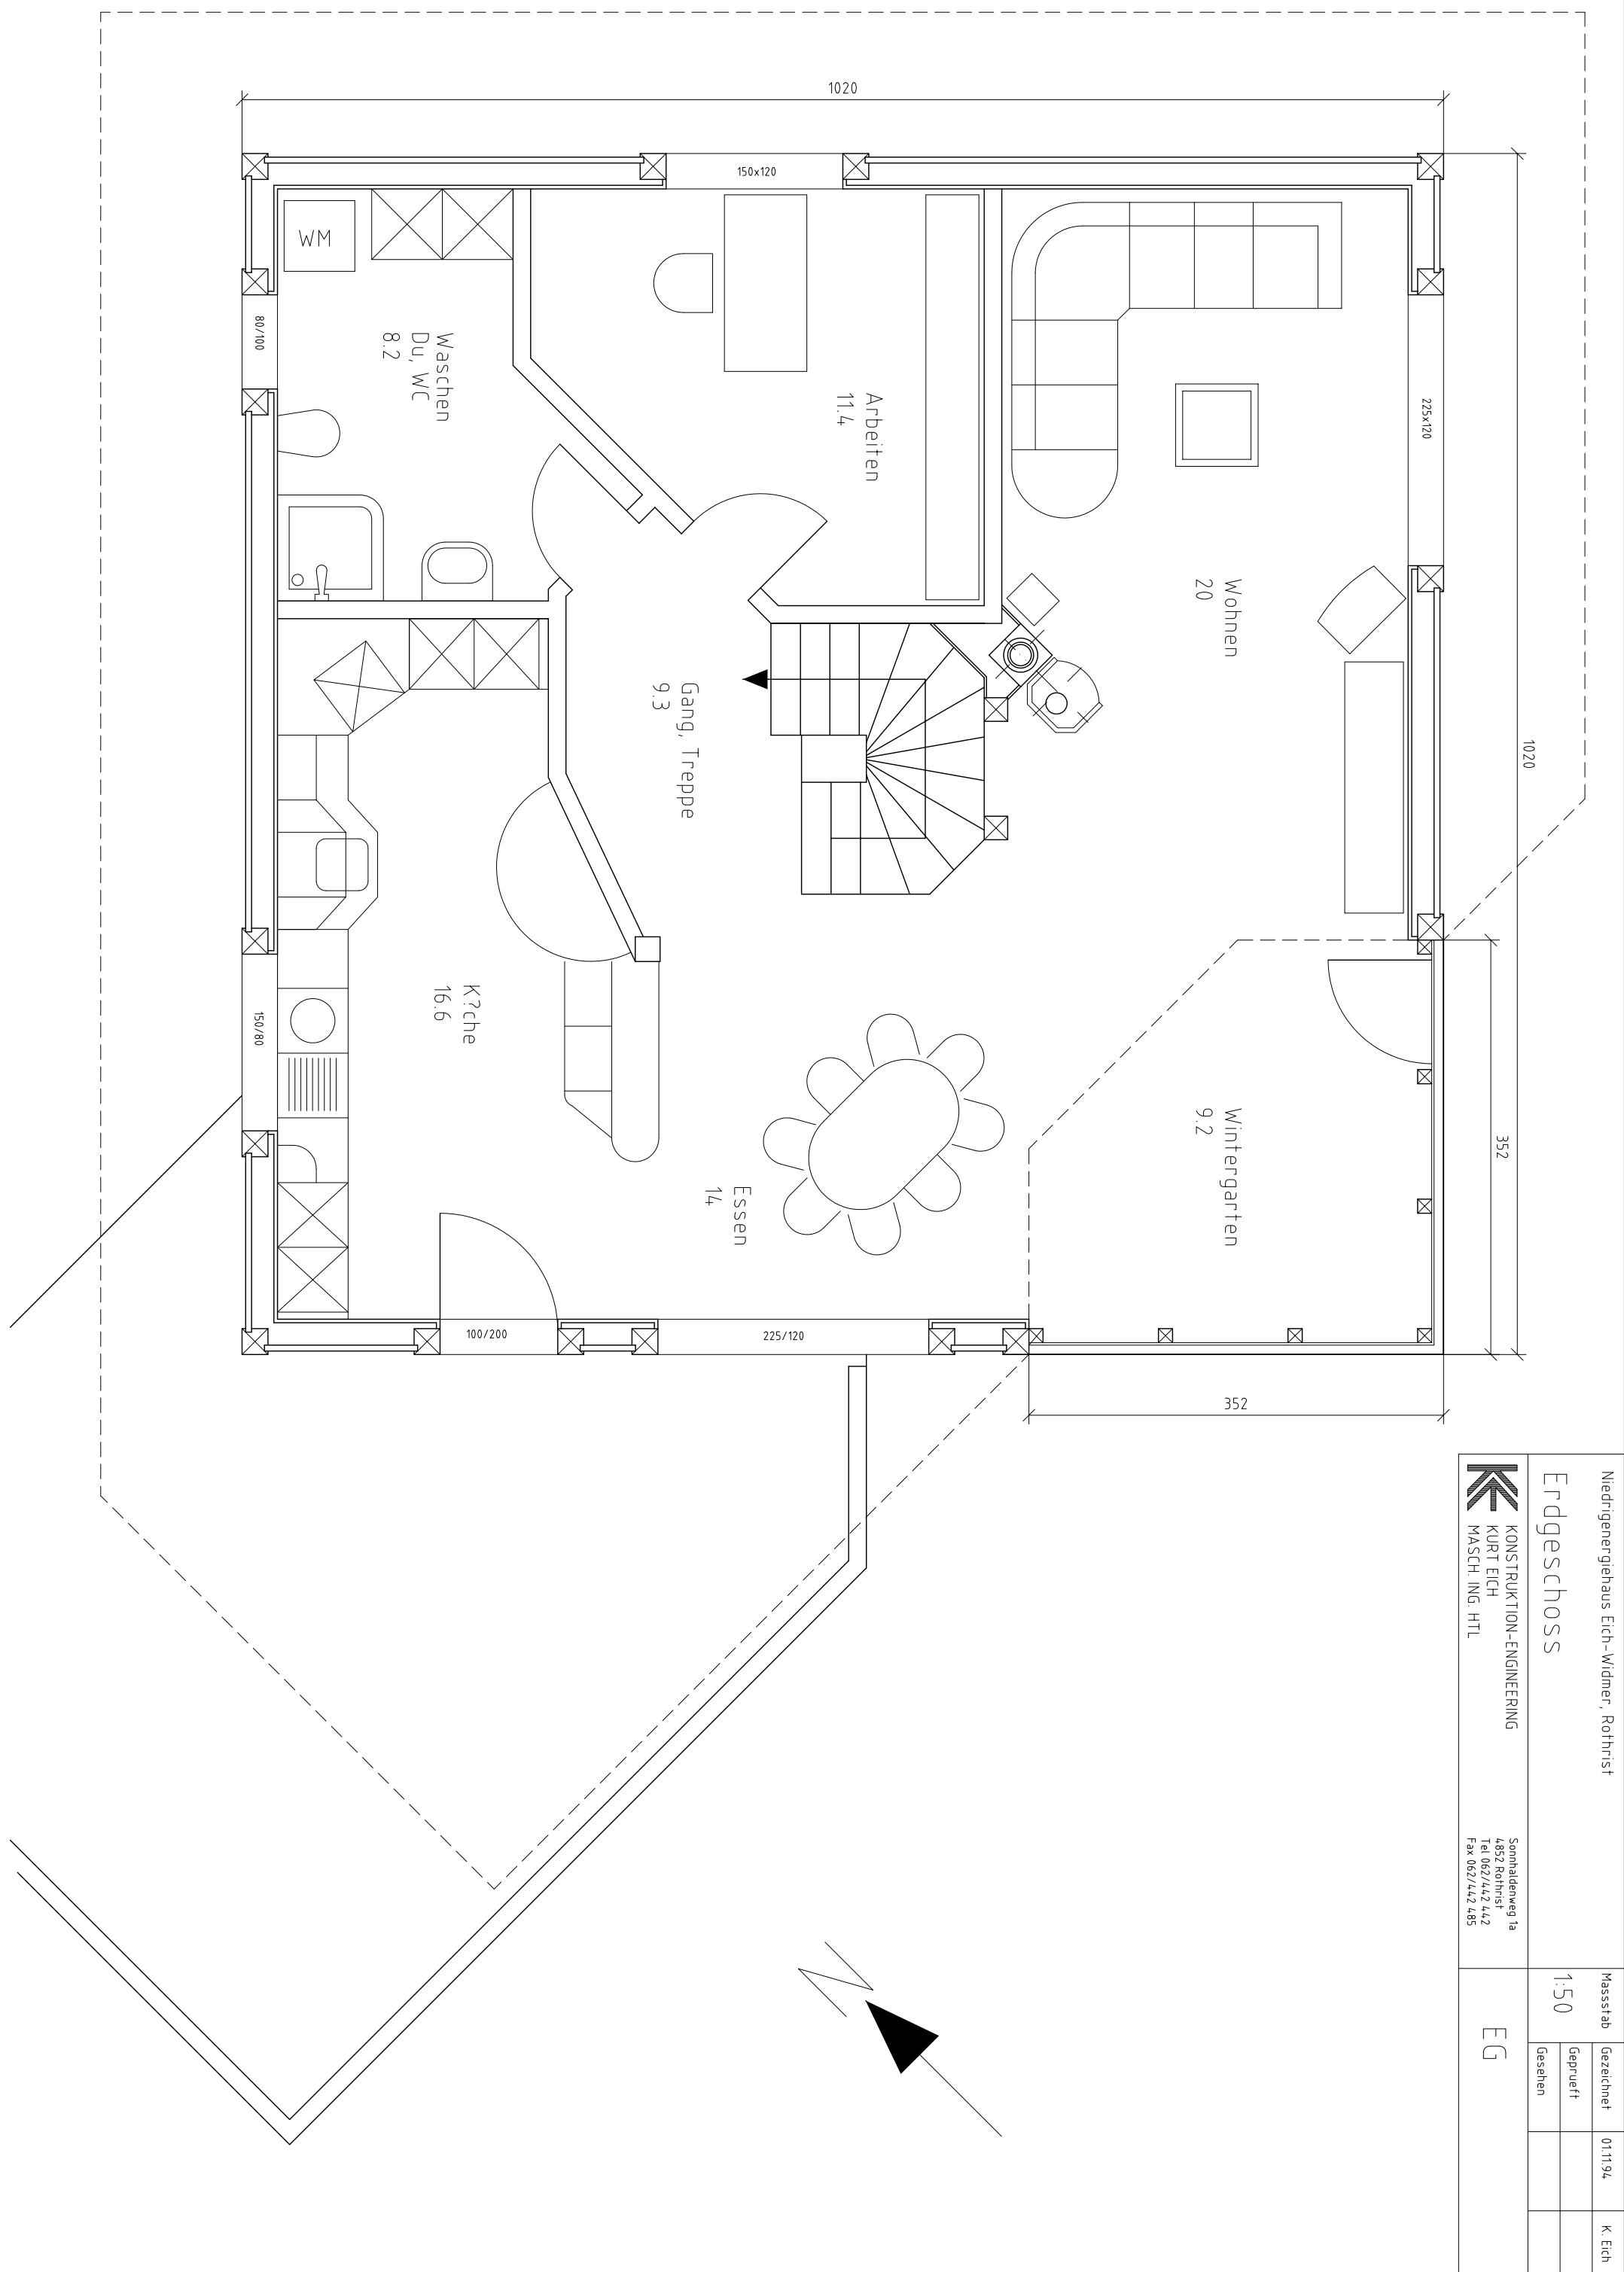 1020
150x120
WM
80/100
Waschen
Du, WC
8.2
Arbeiten
11.4
225x120
Wohnen
20
Gang, Treppe
9.3
1020
K?che
16.6
150/80
Essen
14
Wintergarten
9.2
352
100/200
225/120
352
Niedrigenergiehaus Eich-Widmer, Rothrist
Erdgeschoss
KONSTRUKTION-ENGINEERING
KURT EICH
MASCH. ING. HTL
Sonnhaldenweg 1a
4852 Rothrist
Tel 062/442 442
Fax 062/442 485
Massstab
1:50
Gezeichnet 01.11.94 K. Eich
Geprueft
Gesehen
EG
N